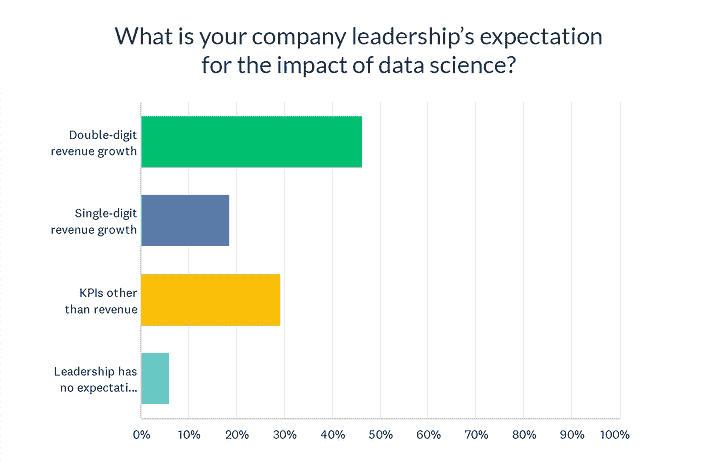 What is your company leadership’s expectation
for the impact of data science?
Double-digit
revenue growth
Single-digit
revenue growth
KPIs other
than revenue
Leadership has
no expectati...
0% 10% 20% 30% 40% 50% 60% 70% 80% 90% 100%